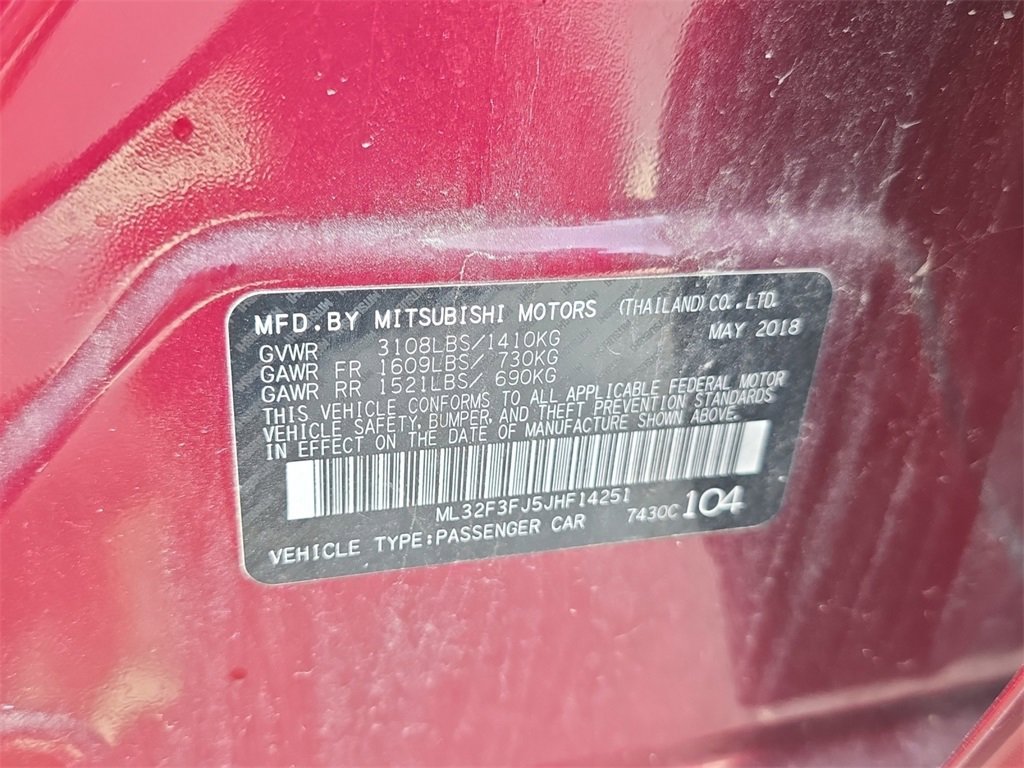 MFD.BY MITSUBISHI MOTORS (THAILAND) CO.,LTD.
MAY 2018
GVWR 3108LBS/1410KG
GAWR FR 1609LBS/ 730KG
GAWR RR 1521LBS/ 690KG
THIS VEHICLE CONFORMS TO ALL APPLICABLE FEDERAL MOTOR
VEHICLE SAFETY, BUMPER, AND THEFT PREVENTION STANDARDS
IN EFFECT ON THE DATE OF MANUFACTURE SHOWN ABOVE.
ML32F3FJ5JHF14251
7430C 104
VEHICLE TYPE:PASSENGER CAR